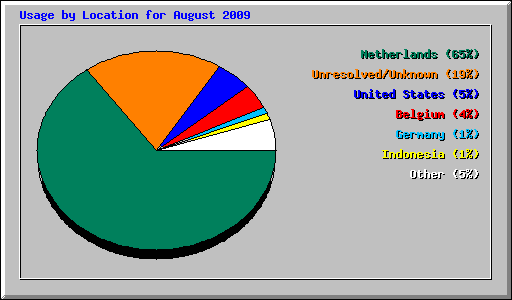 Usage by Location for August 2009
Netherlands (65%)
Unresolved/Unknown (19%)
United States (5%)
Belgium (4%)
Germany (1%)
Indonesia (1%)
Other (5%)